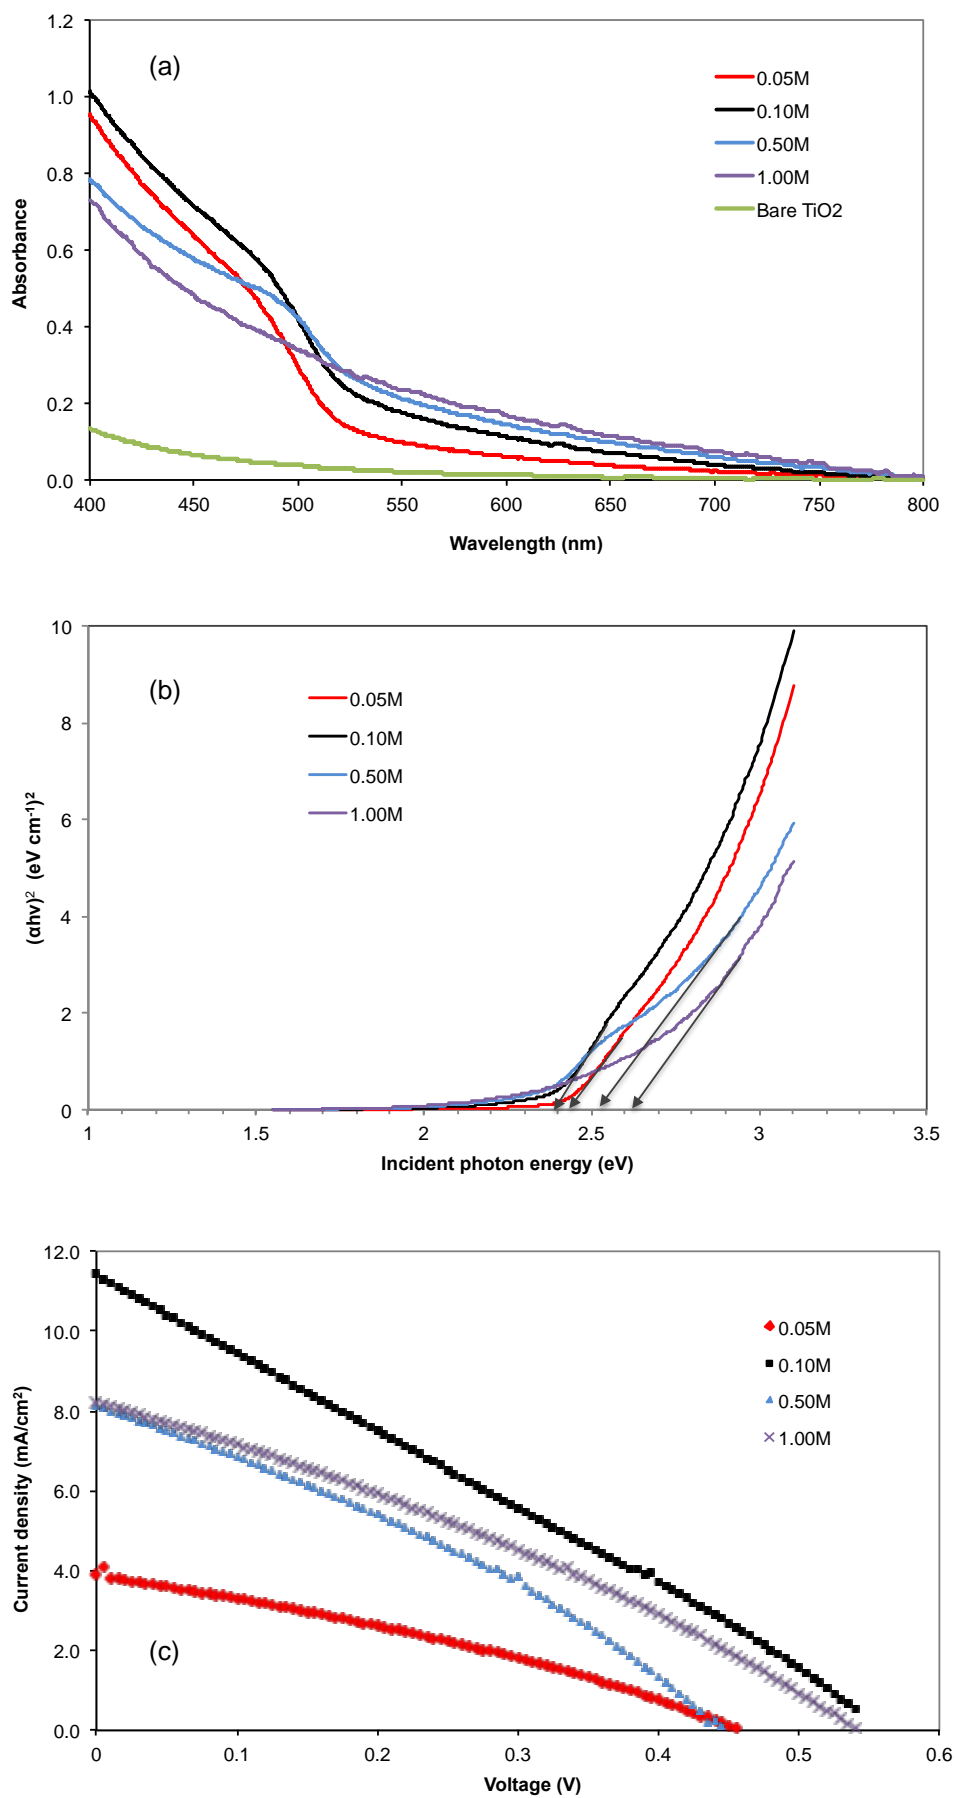 (a)
1.2
1.0
0.8
0.6
0.4
0.2
0.0
Absorbance
0.05M
0.10M
0.50M
1.00M
Bare TiO2
400 450 500 550 600 650 700 750 800
Wavelength (nm)
(b)
10
8
6
4
2
0
(αhν)² (eV cm⁻¹)²
0.05M
0.10M
0.50M
1.00M
1 1.5 2 2.5 3 3.5
Incident photon energy (eV)
12.0
10.0
8.0
6.0
4.0
2.0
0.0
Current density (mA/cm²)
0.05M
0.10M
0.50M
1.00M
(c)
0 0.1 0.2 0.3 0.4 0.5 0.6
Voltage (V)